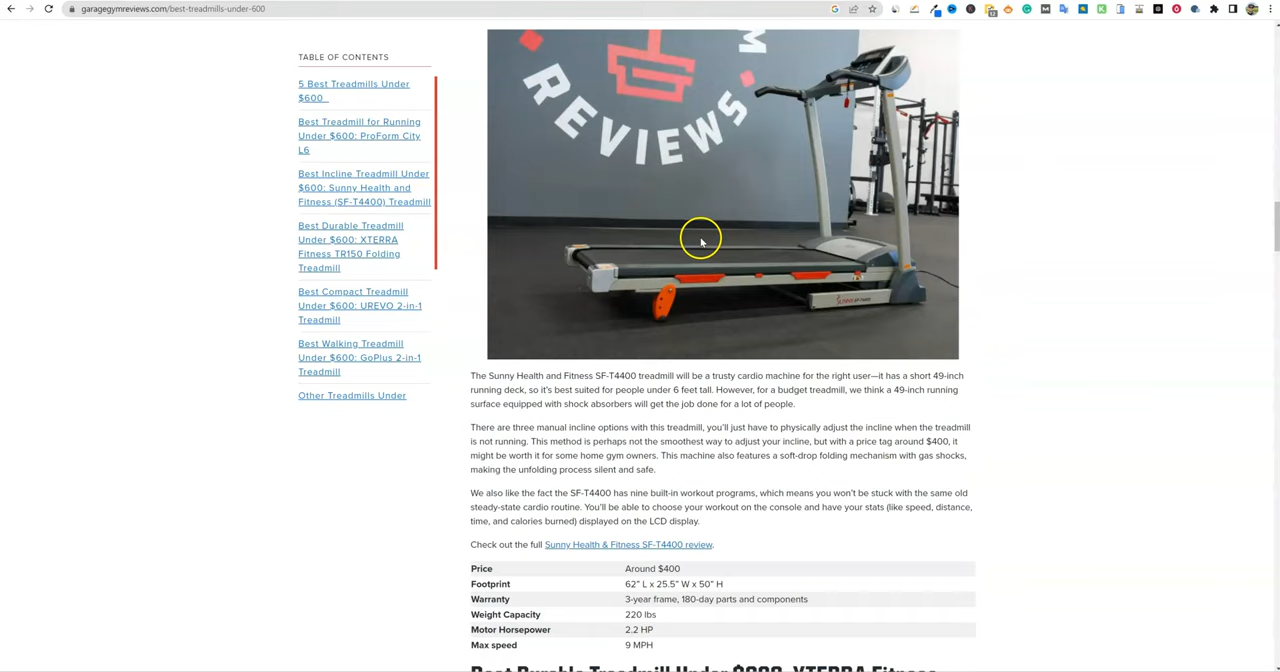 garagegymreviews.com/best-treadmills-under-600
TABLE OF CONTENTS
5 Best Treadmills Under
$600
Best Treadmill for Running
Under $600: ProForm City
L6
Best Incline Treadmill Under
$600: Sunny Health and
Fitness (SF-T4400) Treadmill
Best Durable Treadmill
Under $600: XTERRA
Fitness TR150 Folding
Treadmill
Best Compact Treadmill
Under $600: UREVO 2-in-1
Treadmill
Best Walking Treadmill
Under $600: GoPlus 2-in-1
Treadmill
Other Treadmills Under
M
REVIEWS
SUNNY SF-T4400
The Sunny Health and Fitness SF-T4400 treadmill will be a trusty cardio machine for the right user—it has a short 49-inch
running deck, so it's best suited for people under 6 feet tall. However, for a budget treadmill, we think a 49-inch running
surface equipped with shock absorbers will get the job done for a lot of people.
There are three manual incline options with this treadmill, you'll just have to physically adjust the incline when the treadmill
is not running. This method is perhaps not the smoothest way to adjust your incline, but with a price tag around $400, it
might be worth it for some home gym owners. This machine also features a soft-drop folding mechanism with gas shocks,
making the unfolding process silent and safe.
We also like the fact the SF-T4400 has nine built-in workout programs, which means you won't be stuck with the same old
steady-state cardio routine. You'll be able to choose your workout on the console and have your stats (like speed, distance,
time, and calories burned) displayed on the LCD display.
Check out the full Sunny Health & Fitness SF-T4400 review.
Price Around $400
Footprint 62" L x 25.5" W x 50" H
Warranty 3-year frame, 180-day parts and components
Weight Capacity 220 lbs
Motor Horsepower 2.2 HP
Max speed 9 MPH
Best Durable Treadmill Under $600: XTERRA Fitness